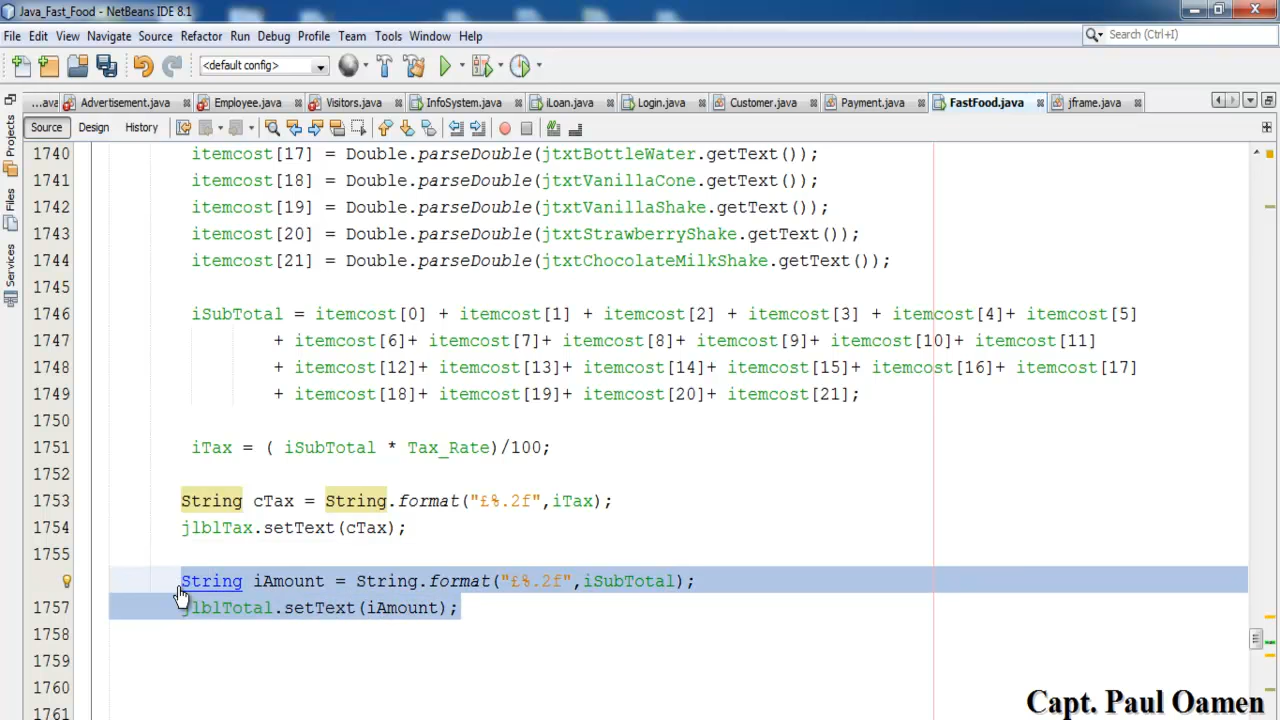 Java_Fast_Food - NetBeans IDE 8.1
File Edit View Navigate Source Refactor Run Debug Profile Team Tools Window Help
Search (Ctrl+I)
<default config>
...ava Advertisement.java Employee.java Visitors.java InfoSystem.java iLoan.java Login.java Customer.java Payment.java FastFood.java jframe.java
Source Design History
Projects
Files
Services
1740 itemcost[17] = Double.parseDouble(jtxtBottleWater.getText());
1741 itemcost[18] = Double.parseDouble(jtxtVanillaCone.getText());
1742 itemcost[19] = Double.parseDouble(jtxtVanillaShake.getText());
1743 itemcost[20] = Double.parseDouble(jtxtStrawberryShake.getText());
1744 itemcost[21] = Double.parseDouble(jtxtChocolateMilkShake.getText());
1745
1746 iSubTotal = itemcost[0] + itemcost[1] + itemcost[2] + itemcost[3] + itemcost[4]+ itemcost[5]
1747 + itemcost[6]+ itemcost[7]+ itemcost[8]+ itemcost[9]+ itemcost[10]+ itemcost[11]
1748 + itemcost[12]+ itemcost[13]+ itemcost[14]+ itemcost[15]+ itemcost[16]+ itemcost[17]
1749 + itemcost[18]+ itemcost[19]+ itemcost[20]+ itemcost[21];
1750
1751 iTax = ( iSubTotal * Tax_Rate)/100;
1752
1753 String cTax = String.format("£%.2f",iTax);
1754 jlblTax.setText(cTax);
1755
String iAmount = String.format("£%.2f",iSubTotal);
1757 jlblTotal.setText(iAmount);
1758
1759
1760
1761
Capt. Paul Oamen